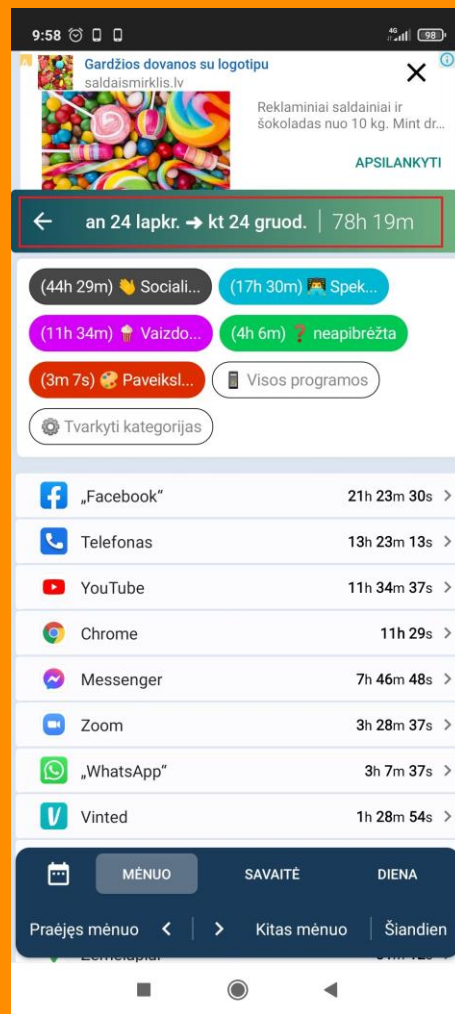 9:58
4G
98
Gardžios dovanos su logotipu
saldaismirklis.lv
Reklaminiai saldainiai ir
šokoladas nuo 10 kg. Mint dr...
APSILANKYTI
an 24 lapkr. → kt 24 gruod. | 78h 19m
(44h 29m) 👋 Sociali...
(17h 30m) 👨‍💻 Spek...
(11h 34m) 🍿 Vaizdo...
(4h 6m) ❓ neapibrėžta
(3m 7s) 🎨 Paveiksl...
Visos programos
Tvarkyti kategorijas
„Facebook“ 21h 23m 30s
Telefonas 13h 23m 13s
YouTube 11h 34m 37s
Chrome 11h 29s
Messenger 7h 46m 48s
Zoom 3h 28m 37s
„WhatsApp“ 3h 7m 37s
Vinted 1h 28m 54s
MĖNUO SAVAITĖ DIENA
Praėjęs mėnuo < | > Kitas mėnuo | Šiandien